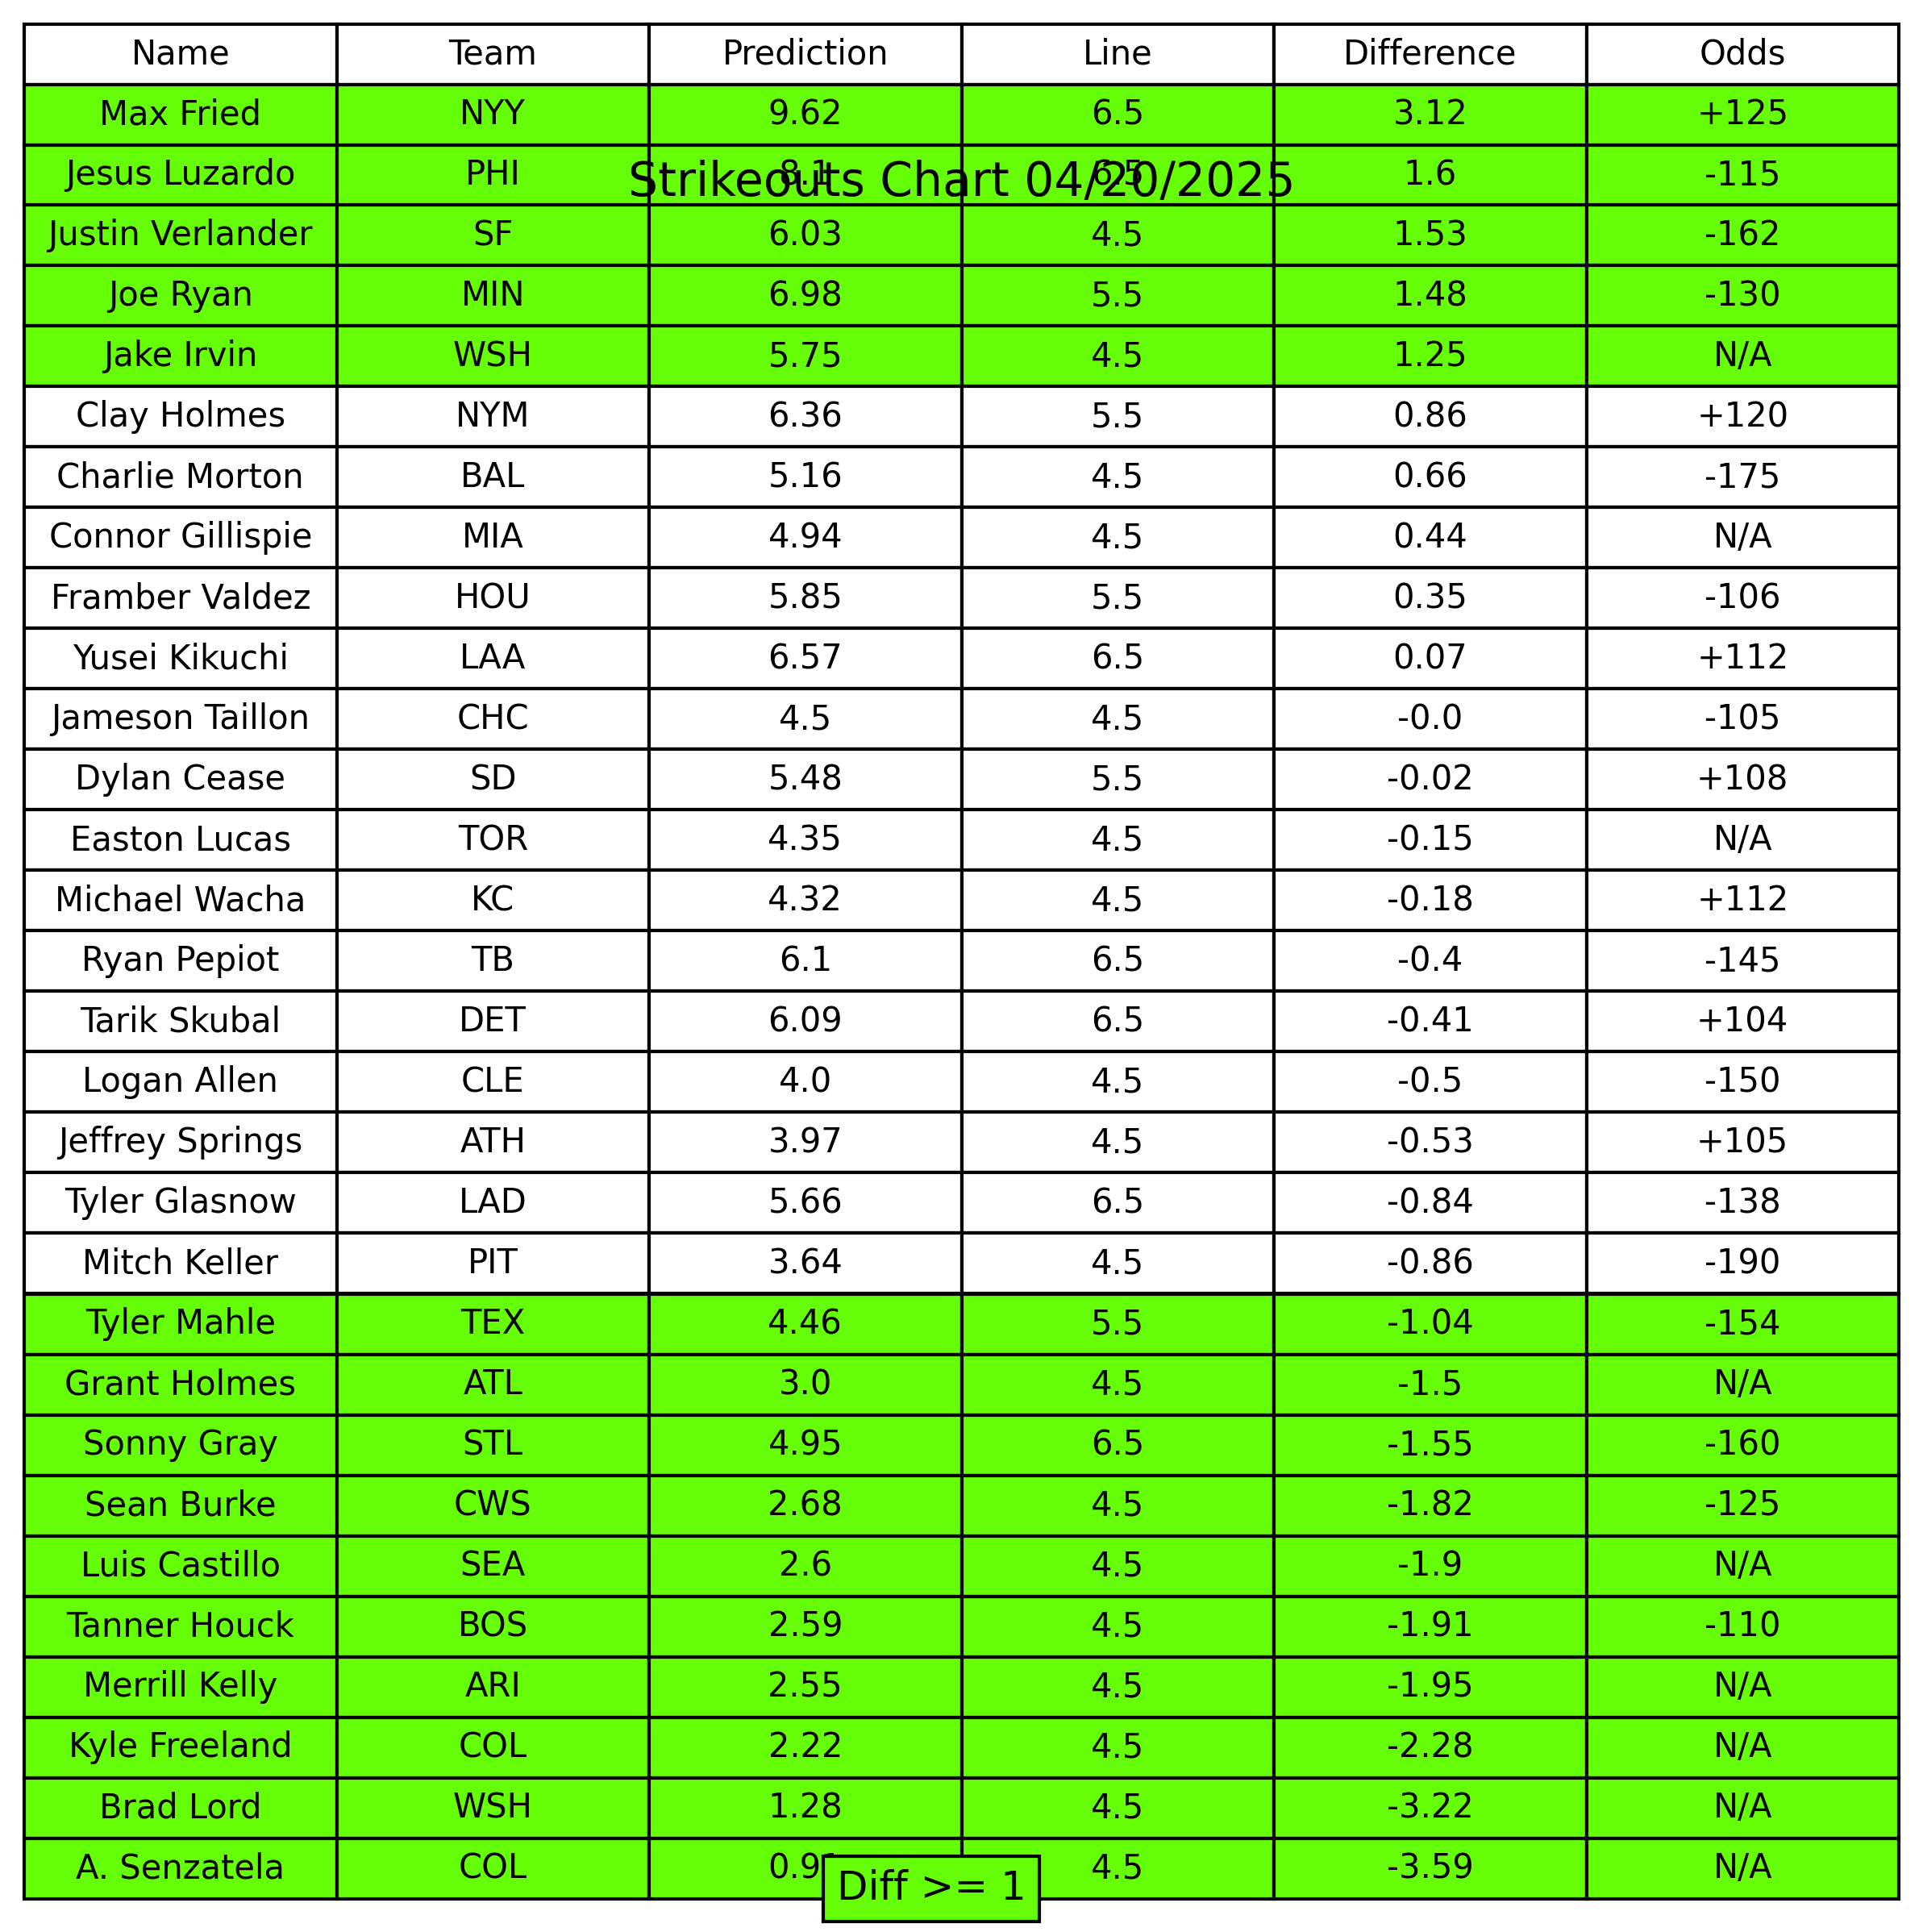 Name Team Prediction Line Difference Odds
Max Fried NYY 9.62 6.5 3.12 +125
Jesus Luzardo PHI 8.1 6.5 1.6 -115
Strikeouts Chart 04/20/2025
Justin Verlander SF 6.03 4.5 1.53 -162
Joe Ryan MIN 6.98 5.5 1.48 -130
Jake Irvin WSH 5.75 4.5 1.25 N/A
Clay Holmes NYM 6.36 5.5 0.86 +120
Charlie Morton BAL 5.16 4.5 0.66 -175
Connor Gillispie MIA 4.94 4.5 0.44 N/A
Framber Valdez HOU 5.85 5.5 0.35 -106
Yusei Kikuchi LAA 6.57 6.5 0.07 +112
Jameson Taillon CHC 4.5 4.5 -0.0 -105
Dylan Cease SD 5.48 5.5 -0.02 +108
Easton Lucas TOR 4.35 4.5 -0.15 N/A
Michael Wacha KC 4.32 4.5 -0.18 +112
Ryan Pepiot TB 6.1 6.5 -0.4 -145
Tarik Skubal DET 6.09 6.5 -0.41 +104
Logan Allen CLE 4.0 4.5 -0.5 -150
Jeffrey Springs ATH 3.97 4.5 -0.53 +105
Tyler Glasnow LAD 5.66 6.5 -0.84 -138
Mitch Keller PIT 3.64 4.5 -0.86 -190
Tyler Mahle TEX 4.46 5.5 -1.04 -154
Grant Holmes ATL 3.0 4.5 -1.5 N/A
Sonny Gray STL 4.95 6.5 -1.55 -160
Sean Burke CWS 2.68 4.5 -1.82 -125
Luis Castillo SEA 2.6 4.5 -1.9 N/A
Tanner Houck BOS 2.59 4.5 -1.91 -110
Merrill Kelly ARI 2.55 4.5 -1.95 N/A
Kyle Freeland COL 2.22 4.5 -2.28 N/A
Brad Lord WSH 1.28 4.5 -3.22 N/A
A. Senzatela COL 4.5 -3.59 N/A
Diff >= 1